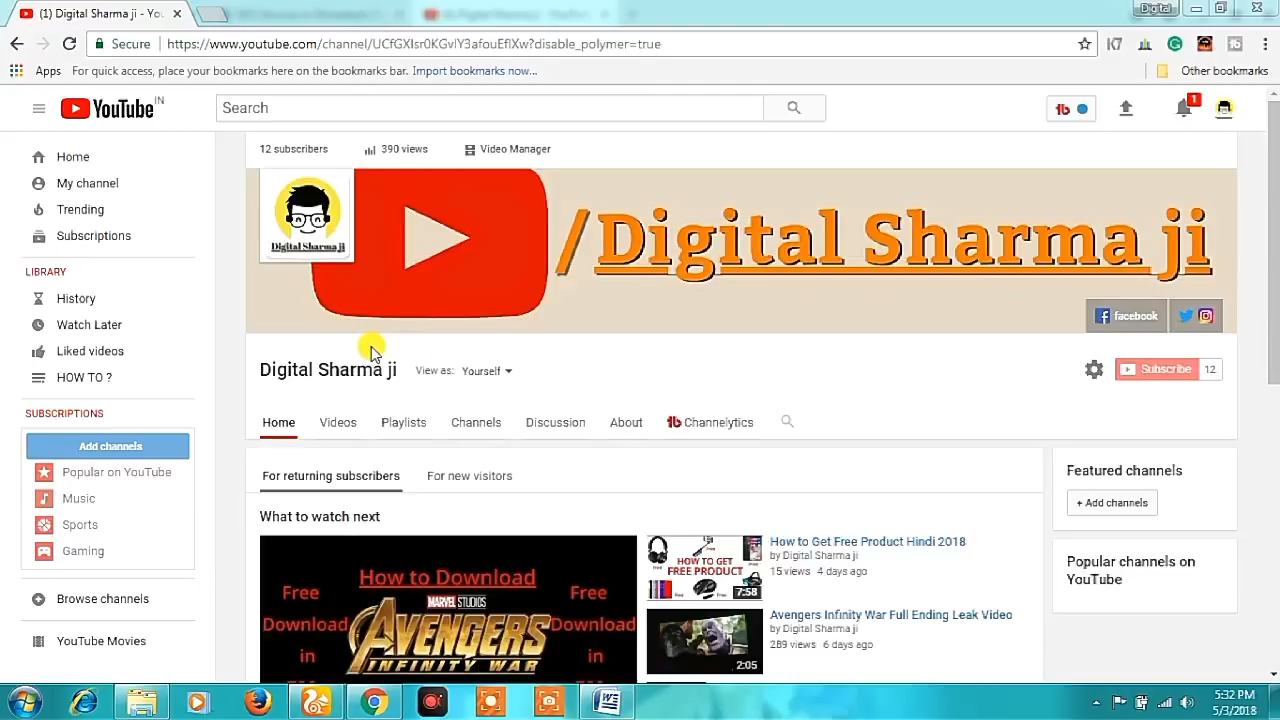 (1) Digital Sharma ji - You
Digital
Secure
https://www.youtube.com/channel/UCfGXIsr0KGvIY3afouEfiXw?disable_polymer=true
Apps
For quick access, place your bookmarks here on the bookmarks bar. Import bookmarks now...
Other bookmarks
YouTube IN
Search
1
12 subscribers
390 views
Video Manager
Home
My channel
Trending
Subscriptions
LIBRARY
History
Watch Later
Liked videos
HOW TO ?
SUBSCRIPTIONS
Add channels
Popular on YouTube
Music
Sports
Gaming
Browse channels
YouTube Movies
Digital Sharma ji
/Digital Sharma ji
facebook
Digital Sharma ji
View as: Yourself
Subscribe 12
Home Videos Playlists Channels Discussion About Channelytics
For returning subscribers
For new visitors
What to watch next
How to Download
Free
Download
in
MARVEL STUDIOS
AVENGERS
INFINITY WAR
Free
Download
in
HOW TO GET
FREE PRODUCT
7:58
How to Get Free Product Hindi 2018
by Digital Sharma ji
15 views 4 days ago
2:05
Avengers Infinity War Full Ending Leak Video
by Digital Sharma ji
289 views 6 days ago
Featured channels
+ Add channels
Popular channels on
YouTube
5:32 PM
5/3/2018